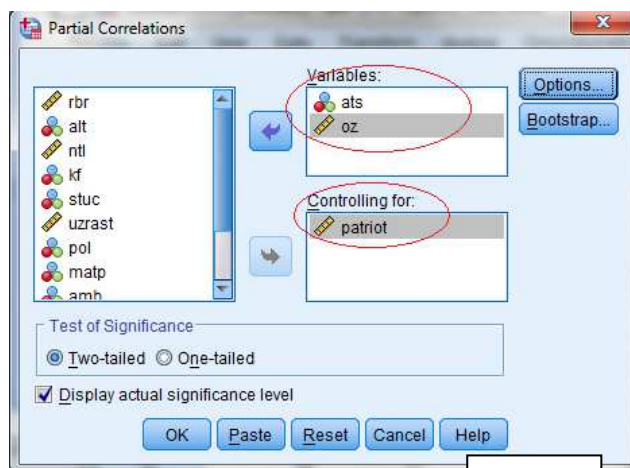 Partial Correlations
Variables:
rbr
alt
ntl
kf
stuc
uzrast
pol
matp
amb
ats
oz
Options...
Bootstrap...
Controlling for:
patriot
Test of Significance
Two-tailed
One-tailed
Display actual significance level
OK
Paste
Reset
Cancel
Help